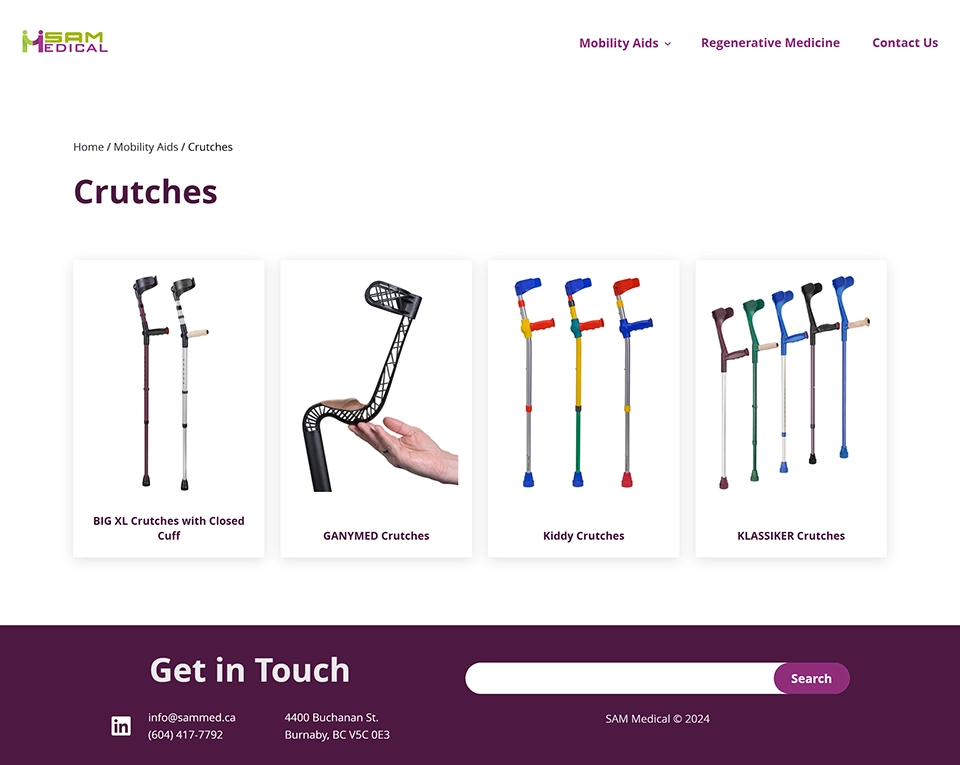 SAM
MEDICAL
Mobility Aids
Regenerative Medicine
Contact Us
Home / Mobility Aids / Crutches
Crutches
BIG XL Crutches with Closed
Cuff
GANYMED Crutches
Kiddy Crutches
KLASSIKER Crutches
Get in Touch
Search
in
info@sammed.ca
(604) 417-7792
4400 Buchanan St.
Burnaby, BC V5C 0E3
SAM Medical © 2024